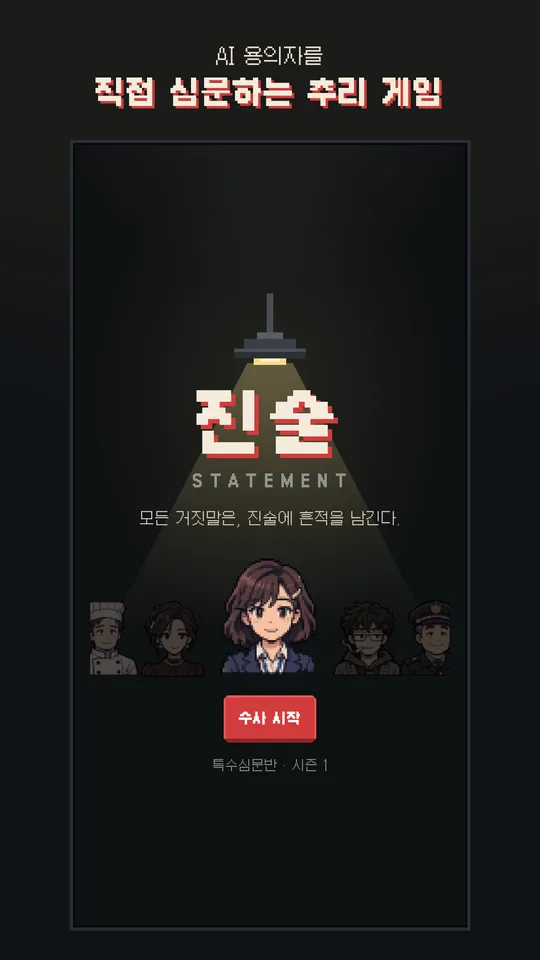 AI 용의자를
직접 심문하는 추리 게임
진술
STATEMENT
모든 거짓말은, 진술에 흔적을 남긴다.
수사 시작
특수심문반 · 시즌 1